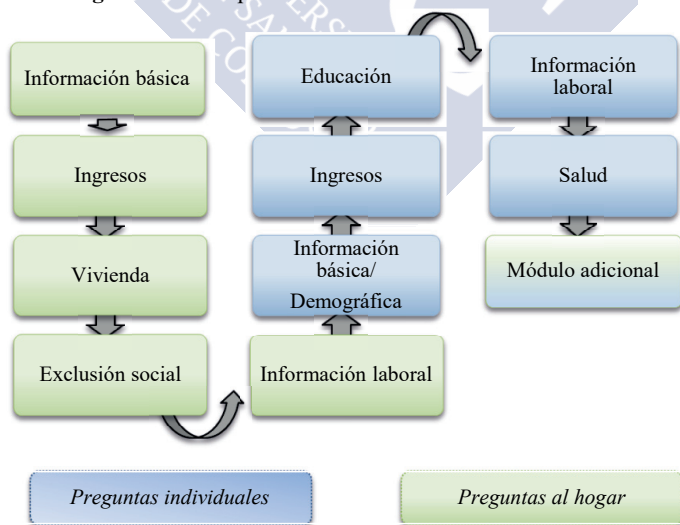 Información básica
Ingresos
Vivienda
Exclusión social
Información laboral
Información
básica/
Demográfica
Ingresos
Educación
Información
laboral
Salud
Módulo adicional
Preguntas individuales
Preguntas al hogar